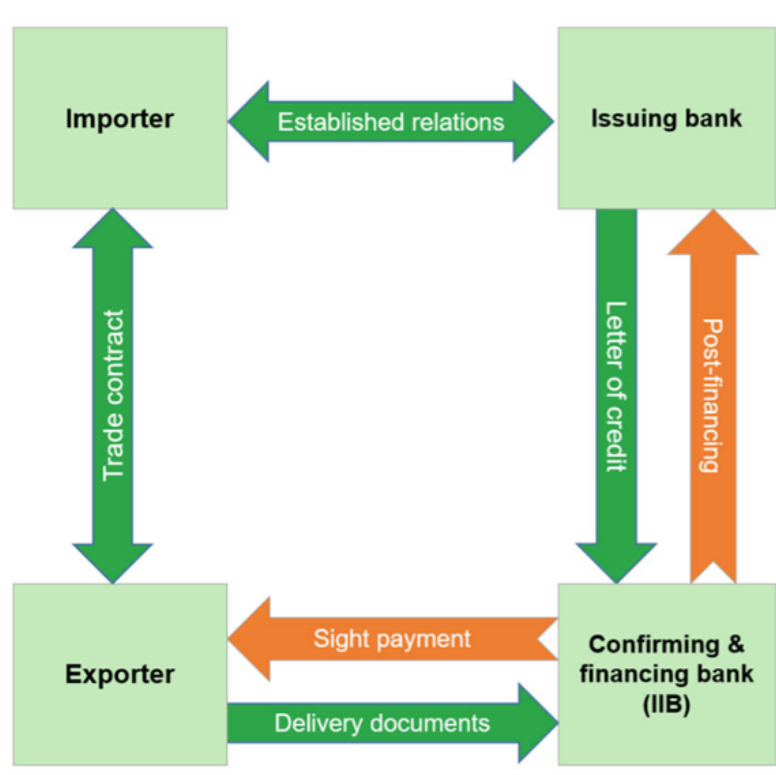 Importer
Established relations
Issuing bank
Trade contract
Letter of credit
Post-financing
Exporter
Sight payment
Delivery documents
Confirming &
financing bank
(IIB)